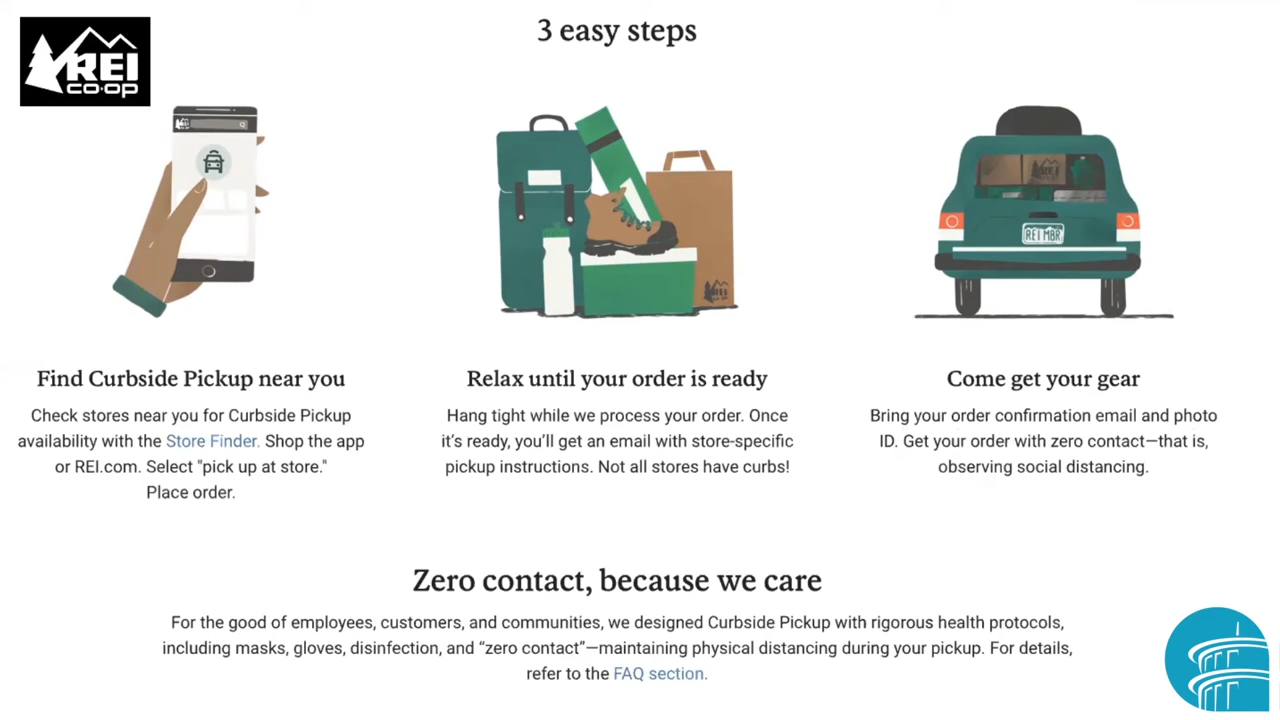 3 easy steps
REI
co·op
REI MBR
REI
Find Curbside Pickup near you
Check stores near you for Curbside Pickup
availability with the Store Finder. Shop the app
or REI.com. Select "pick up at store."
Place order.
Relax until your order is ready
Hang tight while we process your order. Once
it’s ready, you’ll get an email with store-specific
pickup instructions. Not all stores have curbs!
Come get your gear
Bring your order confirmation email and photo
ID. Get your order with zero contact—that is,
observing social distancing.
Zero contact, because we care
For the good of employees, customers, and communities, we designed Curbside Pickup with rigorous health protocols,
including masks, gloves, disinfection, and “zero contact”—maintaining physical distancing during your pickup. For details,
refer to the FAQ section.